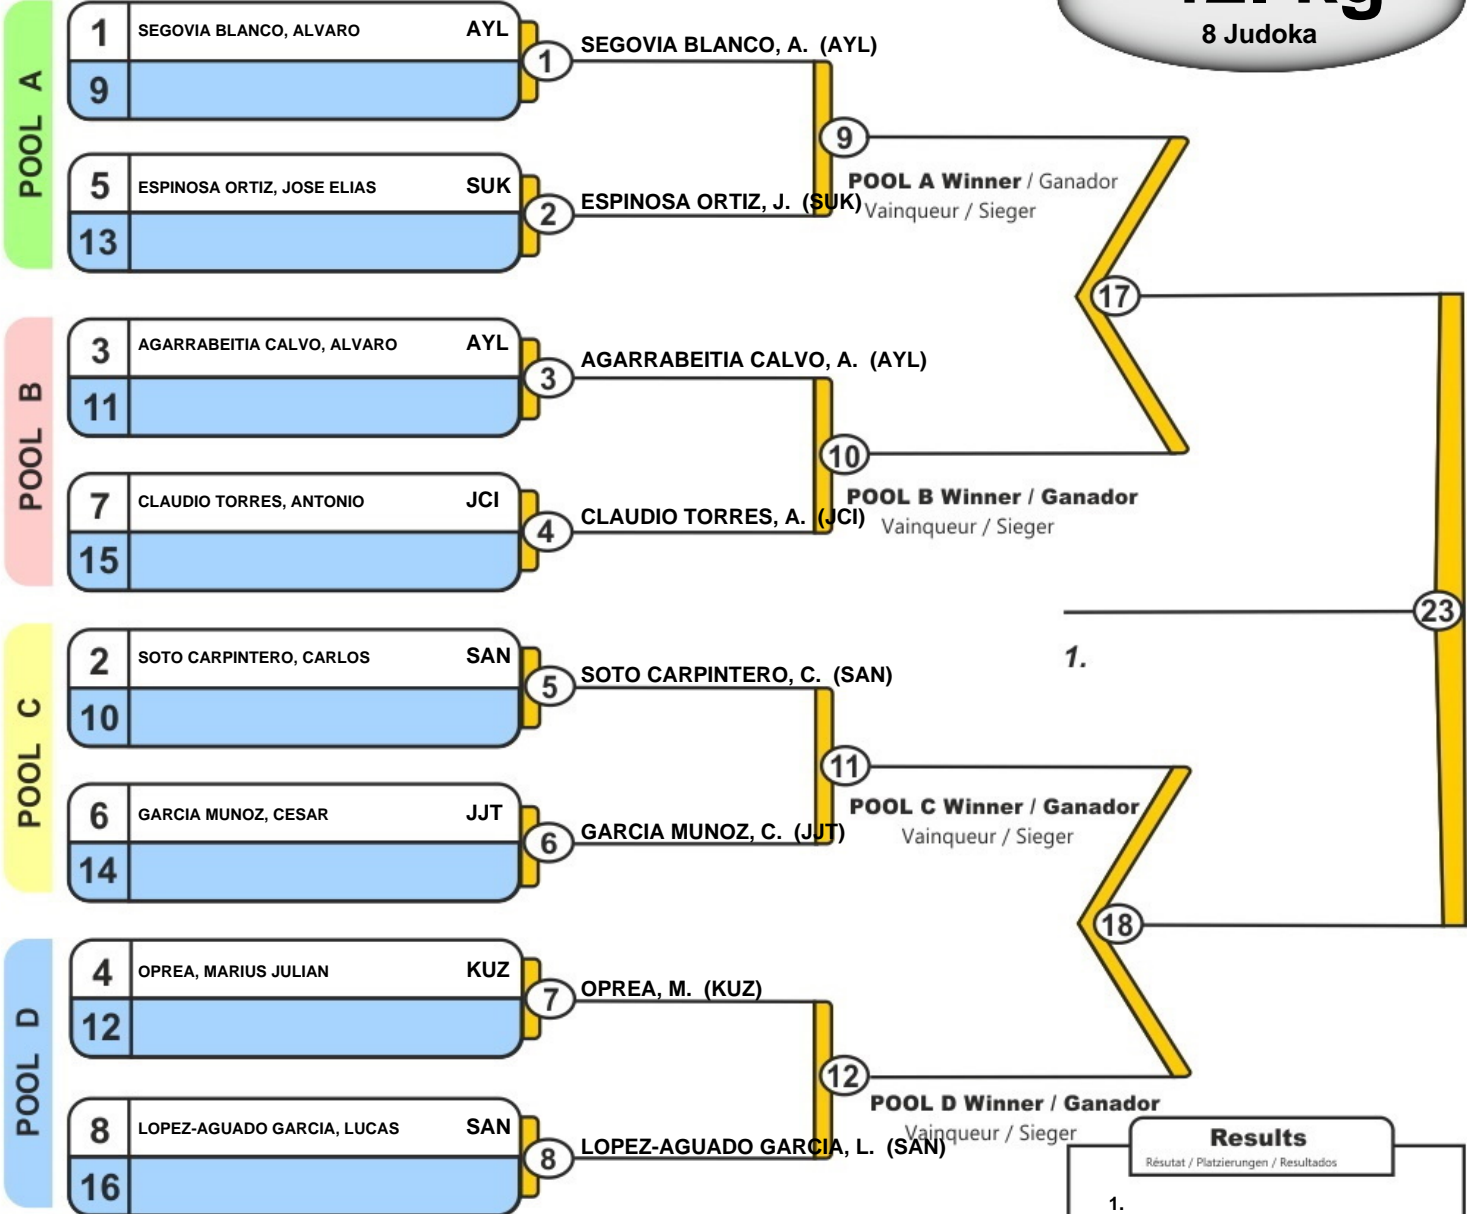 8 Judoka
POOL A
1 SEGOVIA BLANCO, ALVARO AYL
9
1
SEGOVIA BLANCO, A. (AYL)
5 ESPINOSA ORTIZ, JOSE ELIAS SUK
13
2
ESPINOSA ORTIZ, J. (SUK)
9
POOL A Winner / Ganador
Vainqueur / Sieger
17
POOL B
3 AGARRABEITIA CALVO, ALVARO AYL
11
3
AGARRABEITIA CALVO, A. (AYL)
7 CLAUDIO TORRES, ANTONIO JCI
15
4
CLAUDIO TORRES, A. (JCI)
10
POOL B Winner / Ganador
Vainqueur / Sieger
23
1.
POOL C
2 SOTO CARPINTERO, CARLOS SAN
10
5
SOTO CARPINTERO, C. (SAN)
6 GARCIA MUNOZ, CESAR JJT
14
6
GARCIA MUNOZ, C. (JJT)
11
POOL C Winner / Ganador
Vainqueur / Sieger
18
POOL D
4 OPREA, MARIUS JULIAN KUZ
12
7
OPREA, M. (KUZ)
8 LOPEZ-AGUADO GARCIA, LUCAS SAN
16
8
LOPEZ-AGUADO GARCIA, L. (SAN)
12
POOL D Winner / Ganador
Vainqueur / Sieger
Results
Résutat / Platzierungen / Resultados
1.